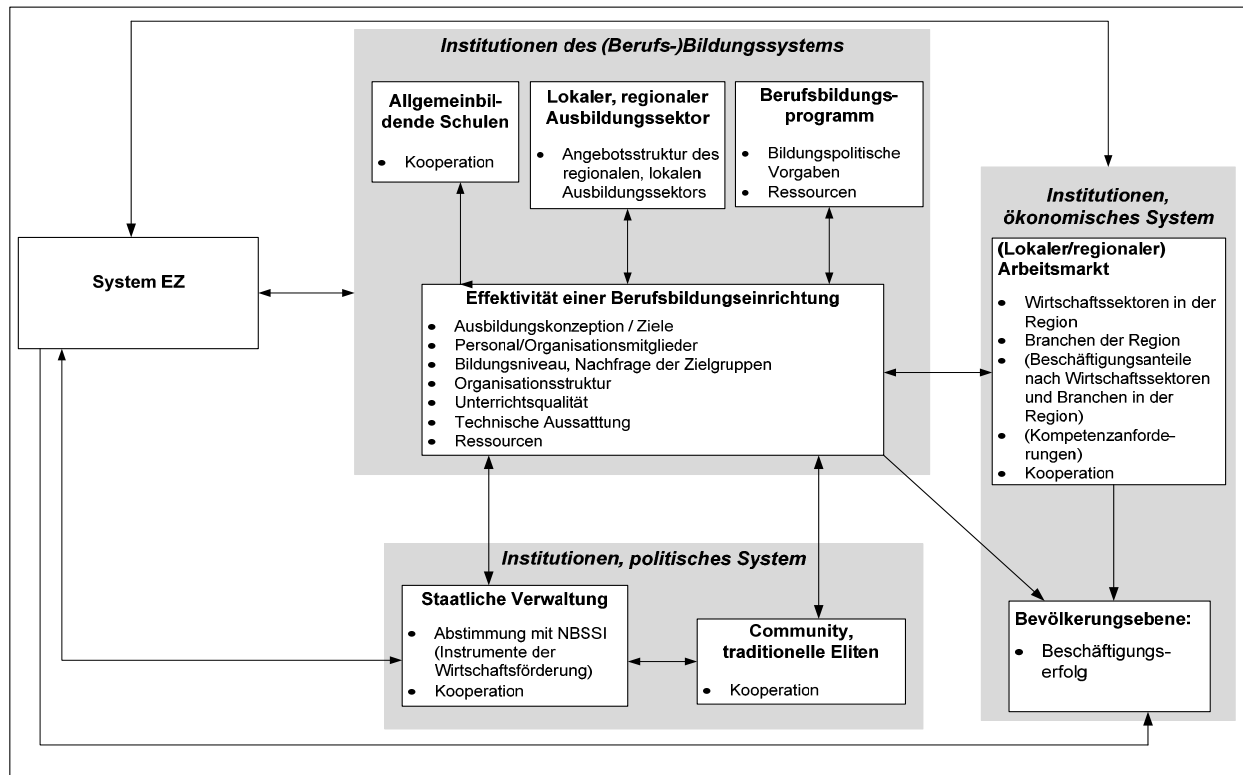 Institutionen des (Berufs-)Bildungssystems
Allgemeinbil-
dende Schulen
• Kooperation
Lokaler, regionaler
Ausbildungssektor
• Angebotsstruktur des
regionalen, lokalen
Ausbildungssektors
Berufsbildungs-
programm
• Bildungspolitische
Vorgaben
• Ressourcen
System EZ
Effektivität einer Berufsbildungseinrichtung
• Ausbildungskonzeption / Ziele
• Personal/Organisationsmitglieder
• Bildungsniveau, Nachfrage der Zielgruppen
• Organisationsstruktur
• Unterrichtsqualität
• Technische Aussatttung
• Ressourcen
Institutionen,
ökonomisches System
(Lokaler/regionaler)
Arbeitsmarkt
• Wirtschaftssektoren in der
Region
• Branchen der Region
• (Beschäftigungsanteile
nach Wirtschaftssektoren
und Branchen in der
Region)
• (Kompetenzanforde-
rungen)
• Kooperation
Institutionen, politisches System
Staatliche Verwaltung
• Abstimmung mit NBSSI
(Instrumente der
Wirtschaftsförderung)
• Kooperation
Community,
traditionelle Eliten
• Kooperation
Bevölkerungsebene:
• Beschäftigungs-
erfolg